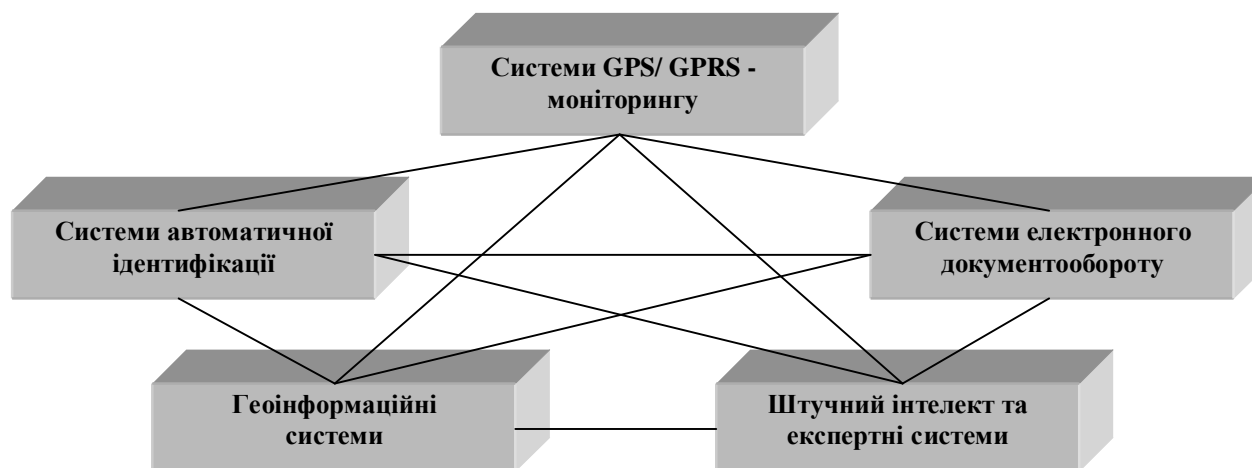 Системи GPS/ GPRS -
моніторингу
Системи автоматичної
ідентифікації
Системи електронного
документообороту
Геоінформаційні
системи
Штучний інтелект та
експертні системи